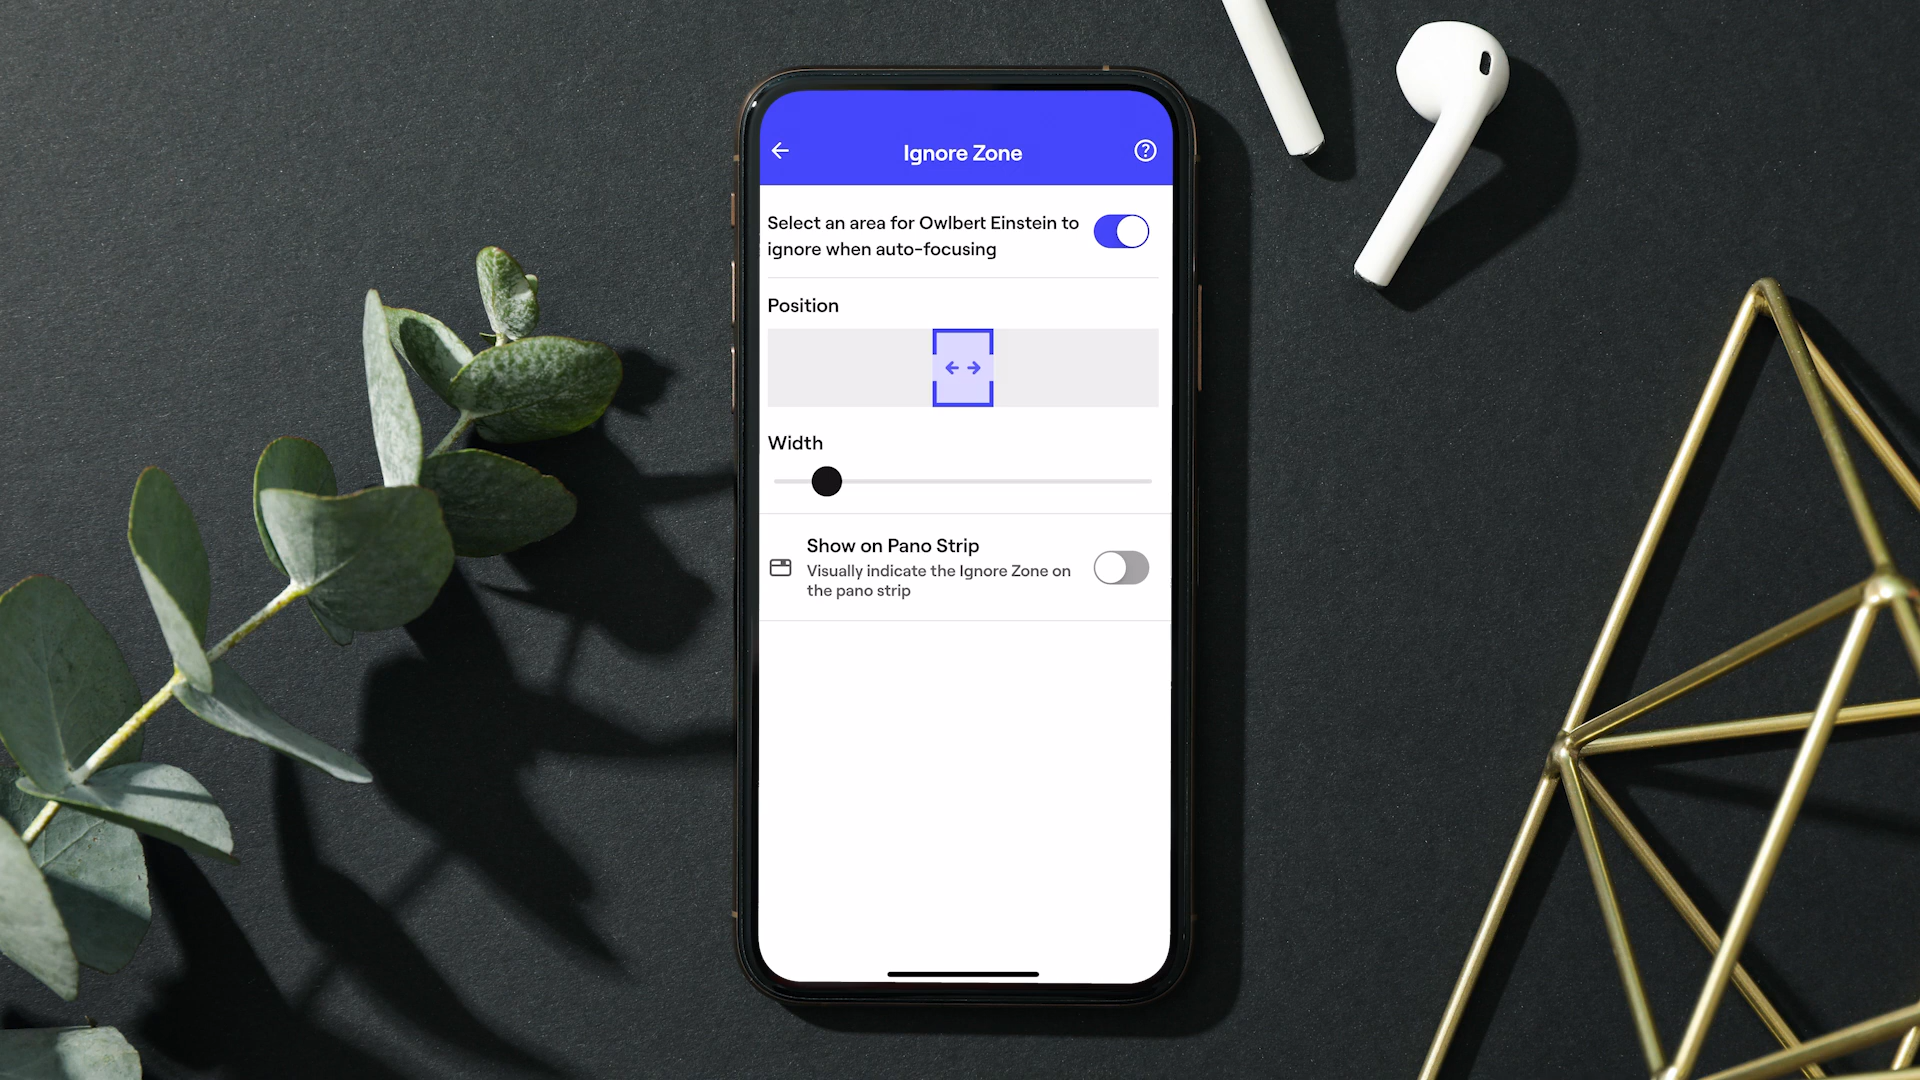 Ignore Zone
Select an area for Owlbert Einstein to
ignore when auto-focusing
Position
Width
Show on Pano Strip
Visually indicate the Ignore Zone on
the pano strip